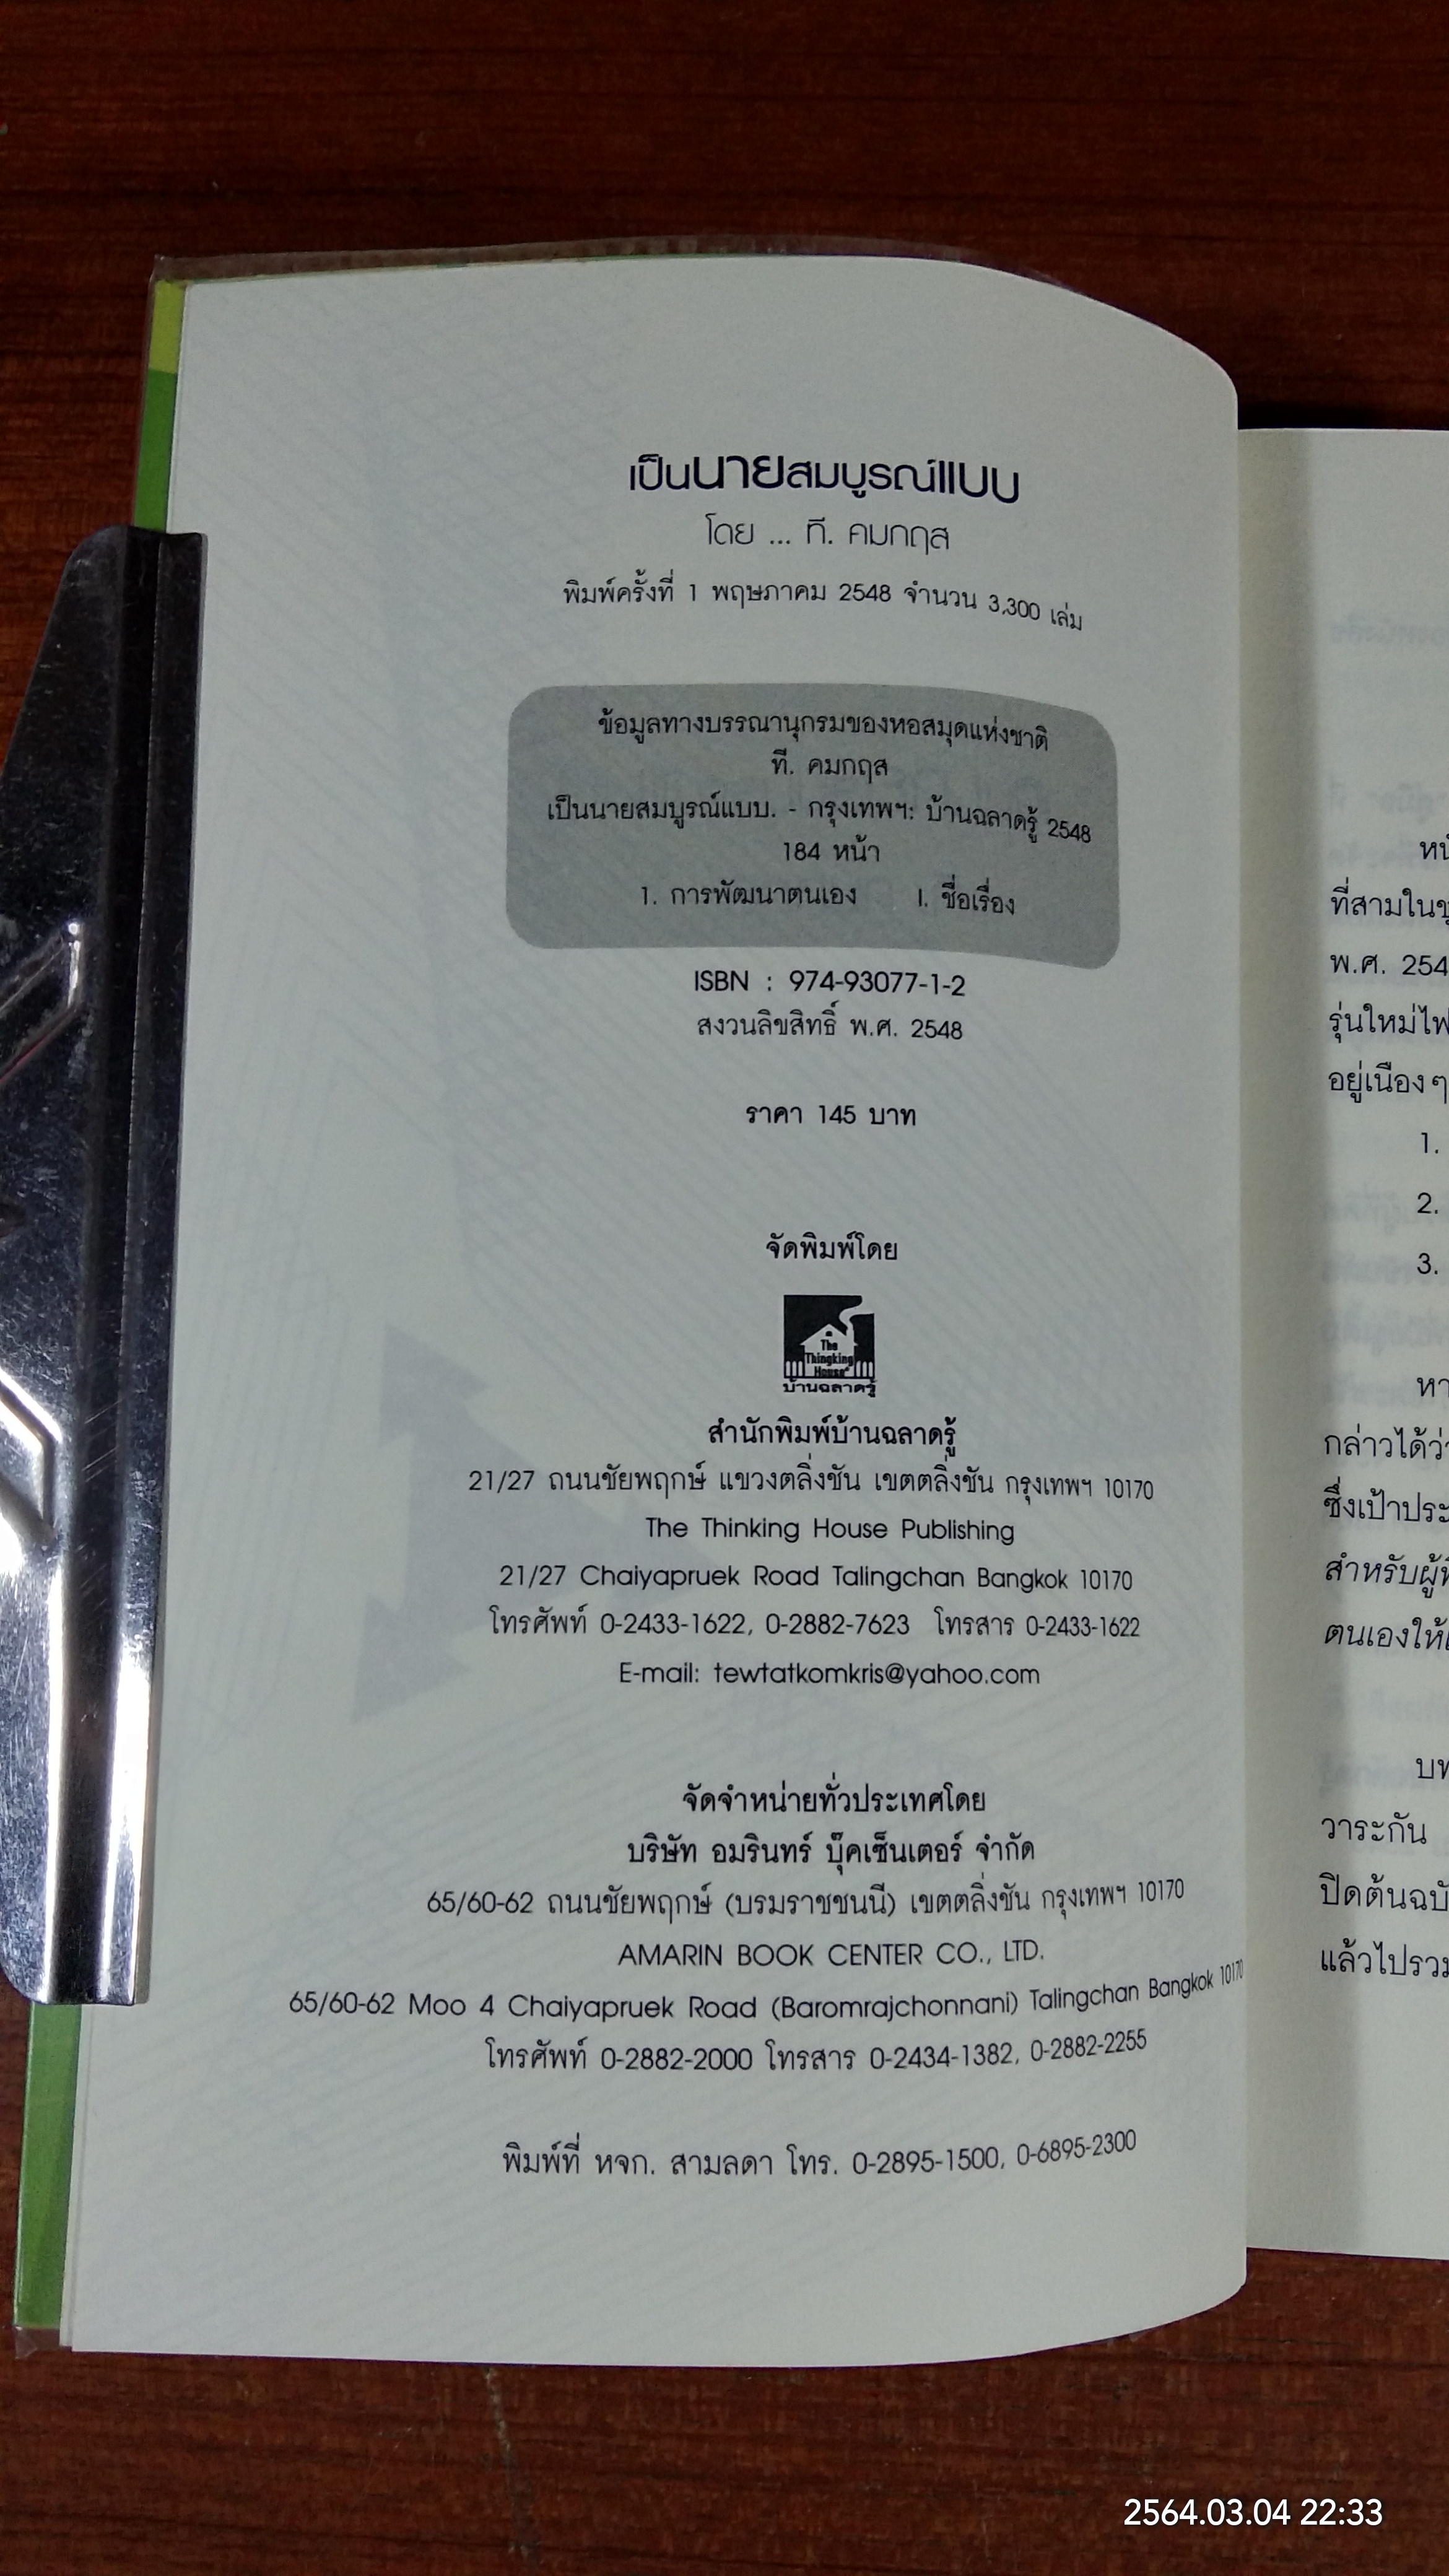 เป็นนายสมบูรณ์แบบ
โดย ... ที. คมกฤส
พิมพ์ครั้งที่ 1 พฤษภาคม 2548 จำนวน 3,300 เล่ม
ข้อมูลทางบรรณานุกรมของหอสมุดแห่งชาติ
ที. คมกฤส
เป็นนายสมบูรณ์แบบ. - กรุงเทพฯ: บ้านฉลาดรู้ 2548
184 หน้า
1. การพัฒนาตนเอง I. ชื่อเรื่อง
ISBN : 974-93077-1-2
สงวนลิขสิทธิ์ พ.ศ. 2548
ราคา 145 บาท
จัดพิมพ์โดย
The
Thingking
House
บ้านฉลาดรู้
สำนักพิมพ์บ้านฉลาดรู้
21/27 ถนนชัยพฤกษ์ แขวงตลิ่งชัน เขตตลิ่งชัน กรุงเทพฯ 10170
The Thinking House Publishing
21/27 Chaiyapruek Road Talingchan Bangkok 10170
โทรศัพท์ 0-2433-1622, 0-2882-7623 โทรสาร 0-2433-1622
E-mail: tewtatkomkris@yahoo.com
จัดจำหน่ายทั่วประเทศโดย
บริษัท อมรินทร์ บุ๊คเซ็นเตอร์ จำกัด
65/60-62 ถนนชัยพฤกษ์ (บรมราชชนนี) เขตตลิ่งชัน กรุงเทพฯ 10170
AMARIN BOOK CENTER CO., LTD.
65/60-62 Moo 4 Chaiyapruek Road (Baromrajchonnani) Talingchan Bangkok 10170
โทรศัพท์ 0-2882-2000 โทรสาร 0-2434-1382, 0-2882-2255
พิมพ์ที่ หจก. สามลดา โทร. 0-2895-1500, 0-6895-2300
ที่สามใน
พ.ศ. 254
รุ่นใหม่ไฟ
อยู่เนือง ๆ
1.
2.
3.
หา
กล่าวได้ว่า
ซึ่งเป้าประ
สำหรับผู้
ตนเองให้
บท
วาระกัน
ปิดต้นฉบั
แล้วไปรวม
2564.03.04 22:33